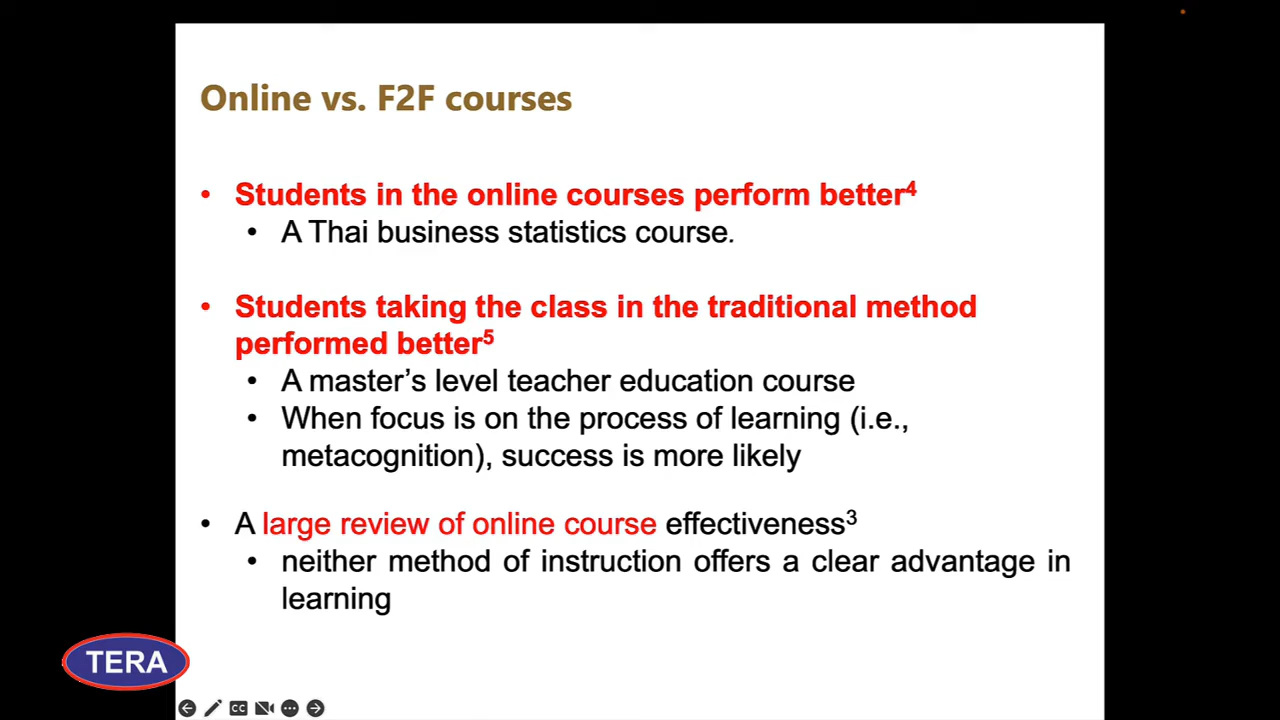 Online vs. F2F courses
• Students in the online courses perform better⁴
• A Thai business statistics course.
• Students taking the class in the traditional method
performed better⁵
• A master’s level teacher education course
• When focus is on the process of learning (i.e.,
metacognition), success is more likely
• A large review of online course effectiveness³
• neither method of instruction offers a clear advantage in
learning
TERA
CC